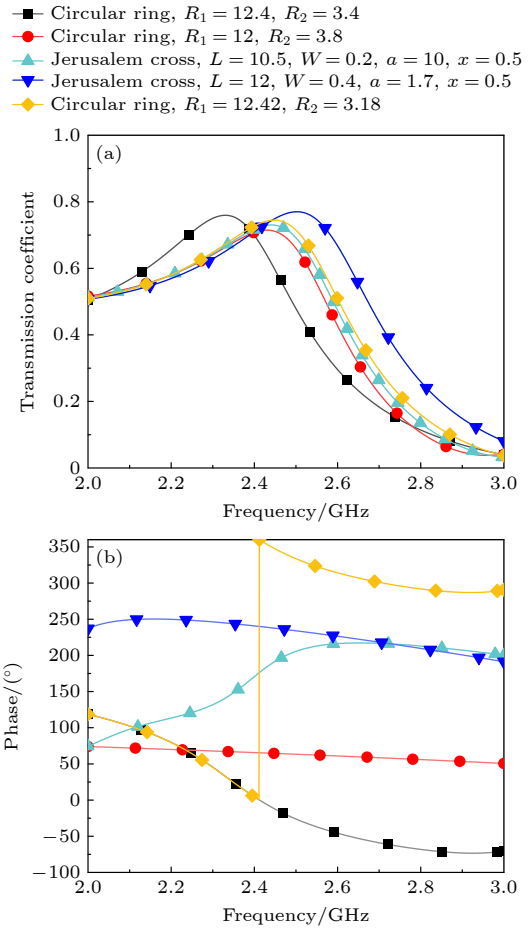 Circular ring, R₁ = 12.4, R₂ = 3.4
Circular ring, R₁ = 12, R₂ = 3.8
Jerusalem cross, L = 10.5, W = 0.2, a = 10, x = 0.5
Jerusalem cross, L = 12, W = 0.4, a = 1.7, x = 0.5
Circular ring, R₁ = 12.42, R₂ = 3.18
(a)
Transmission coefficient
1.0
0.8
0.6
0.4
0.2
0
2.0 2.2 2.4 2.6 2.8 3.0
Frequency/GHz
(b)
Phase/(°)
350
300
250
200
150
100
50
0
−50
−100
2.0 2.2 2.4 2.6 2.8 3.0
Frequency/GHz